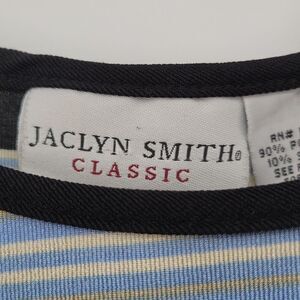 JACLYN SMITH®
CLASSIC
RN#
90% P
10% S
SEE